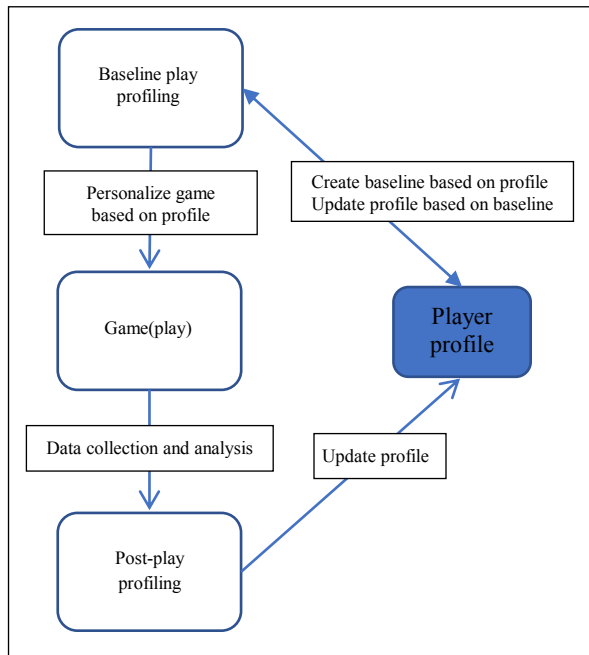 Baseline play
profiling
Personalize game
based on profile
Create baseline based on profile
Update profile based on baseline
Game(play)
Player
profile
Data collection and analysis
Update profile
Post-play
profiling